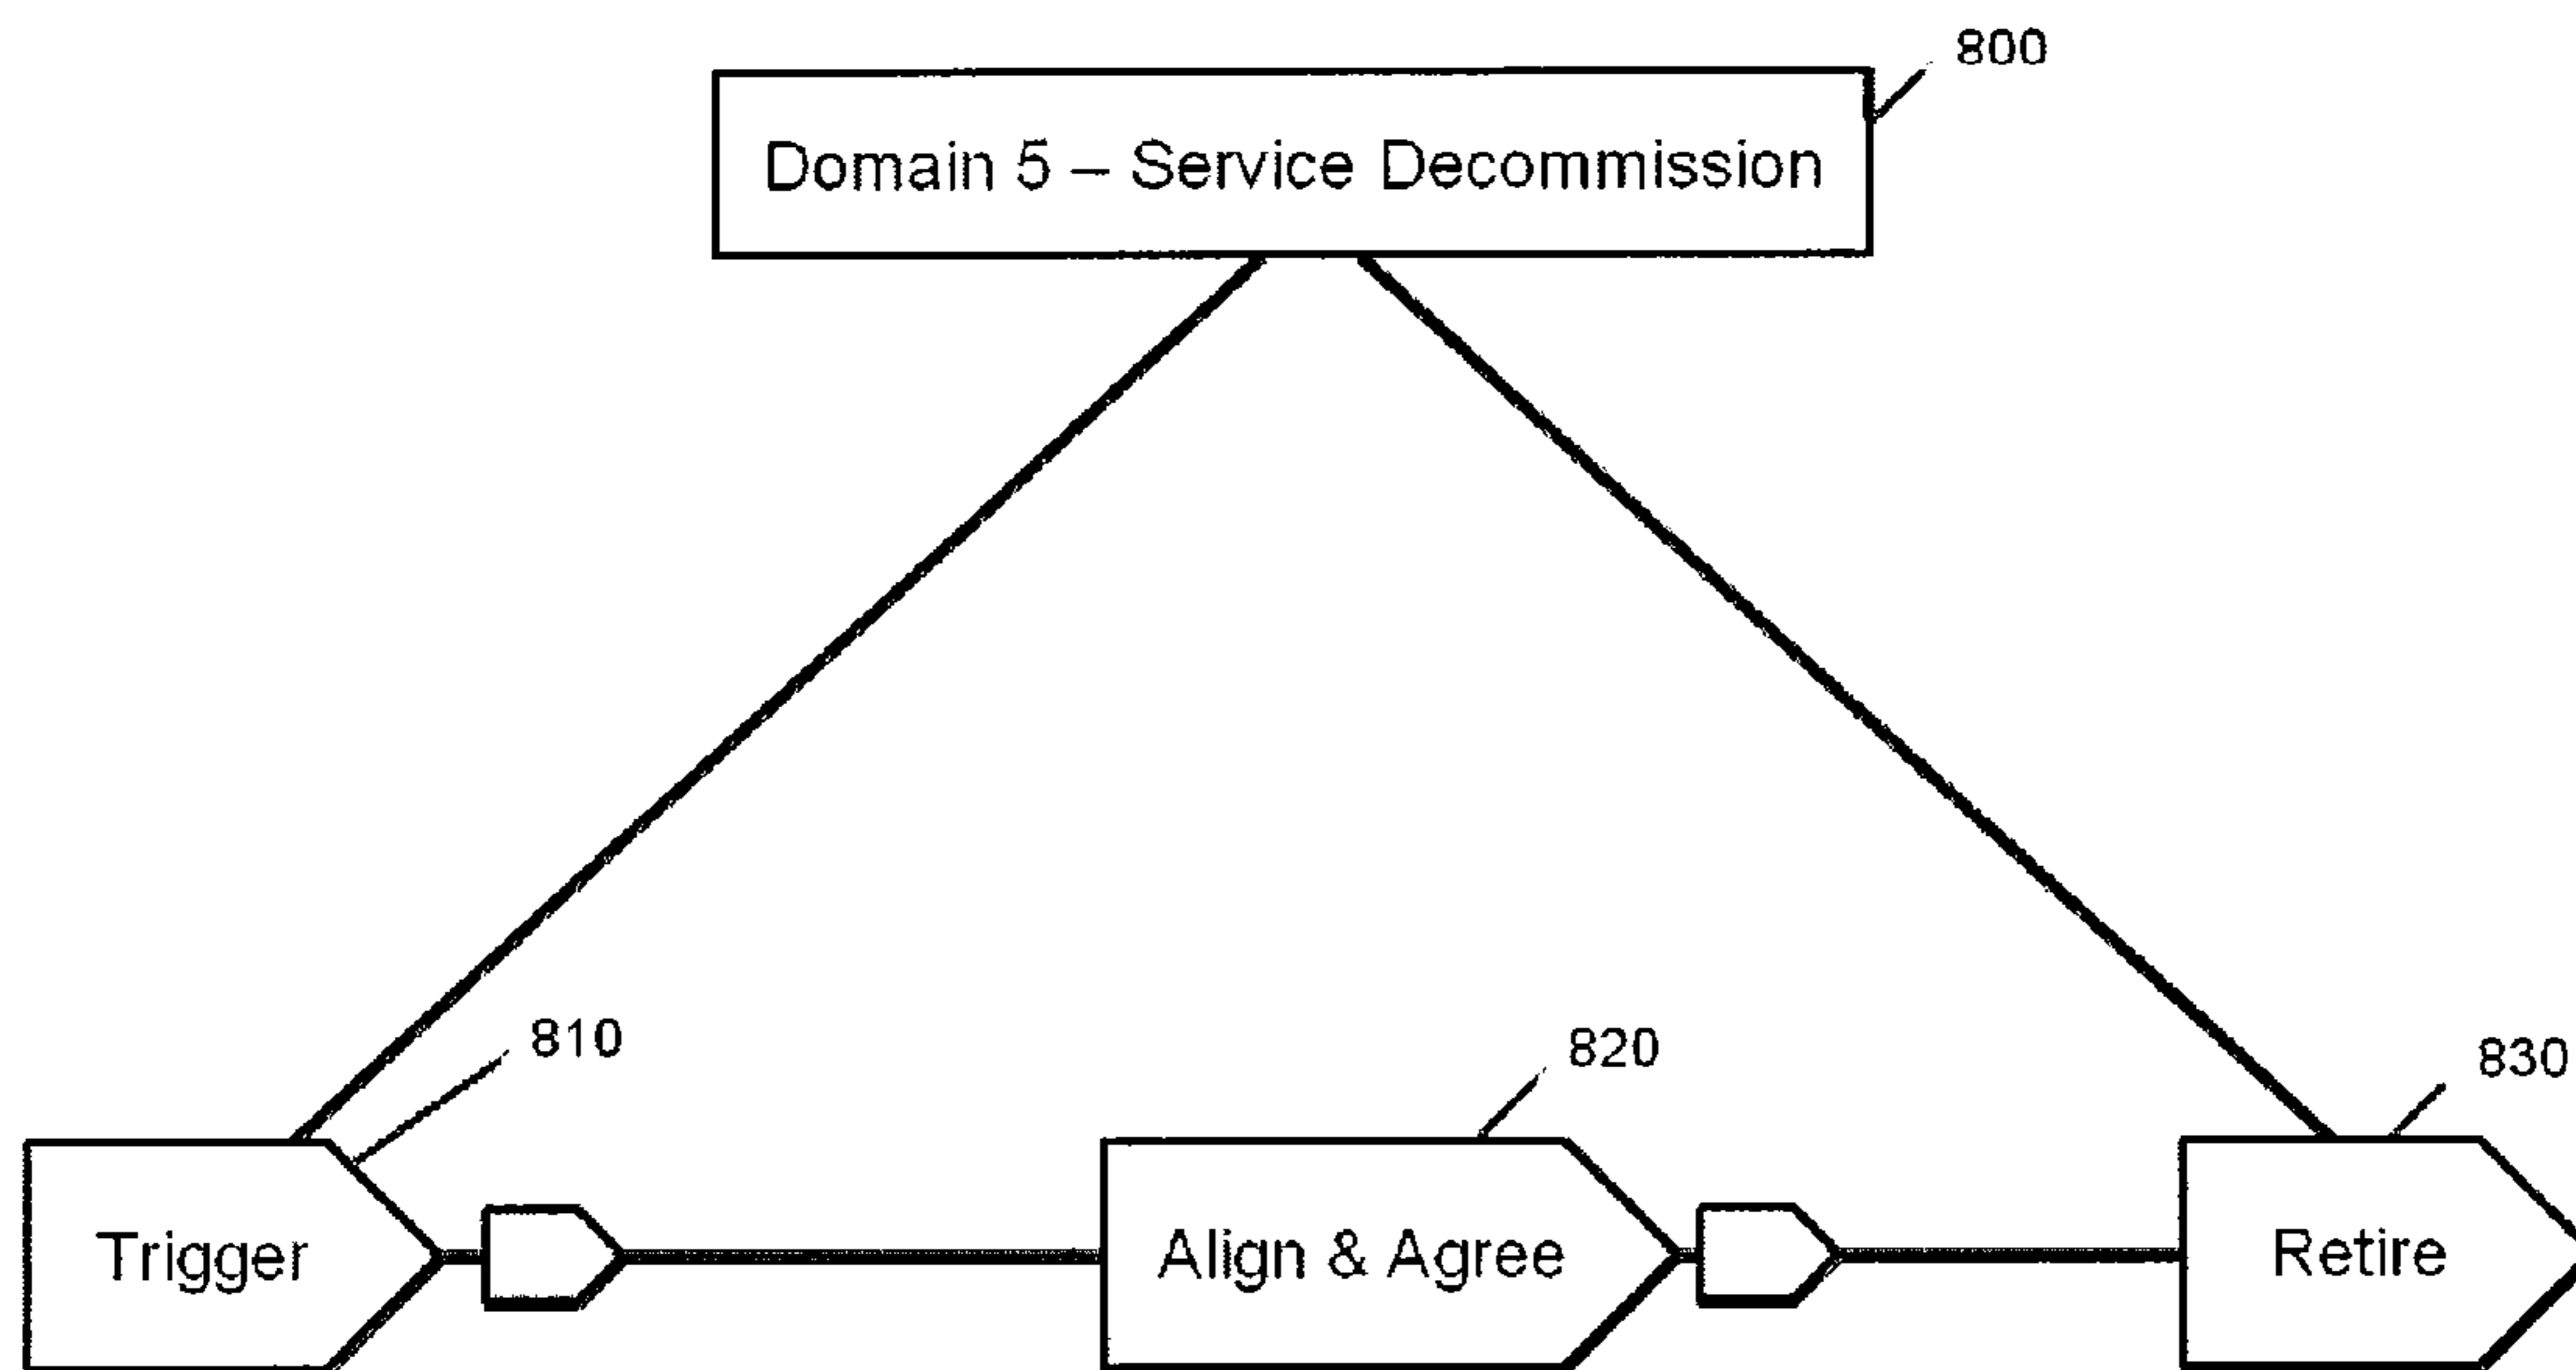 800
Domain 5 – Service Decommission
810
820
830
Trigger
Align & Agree
Retire